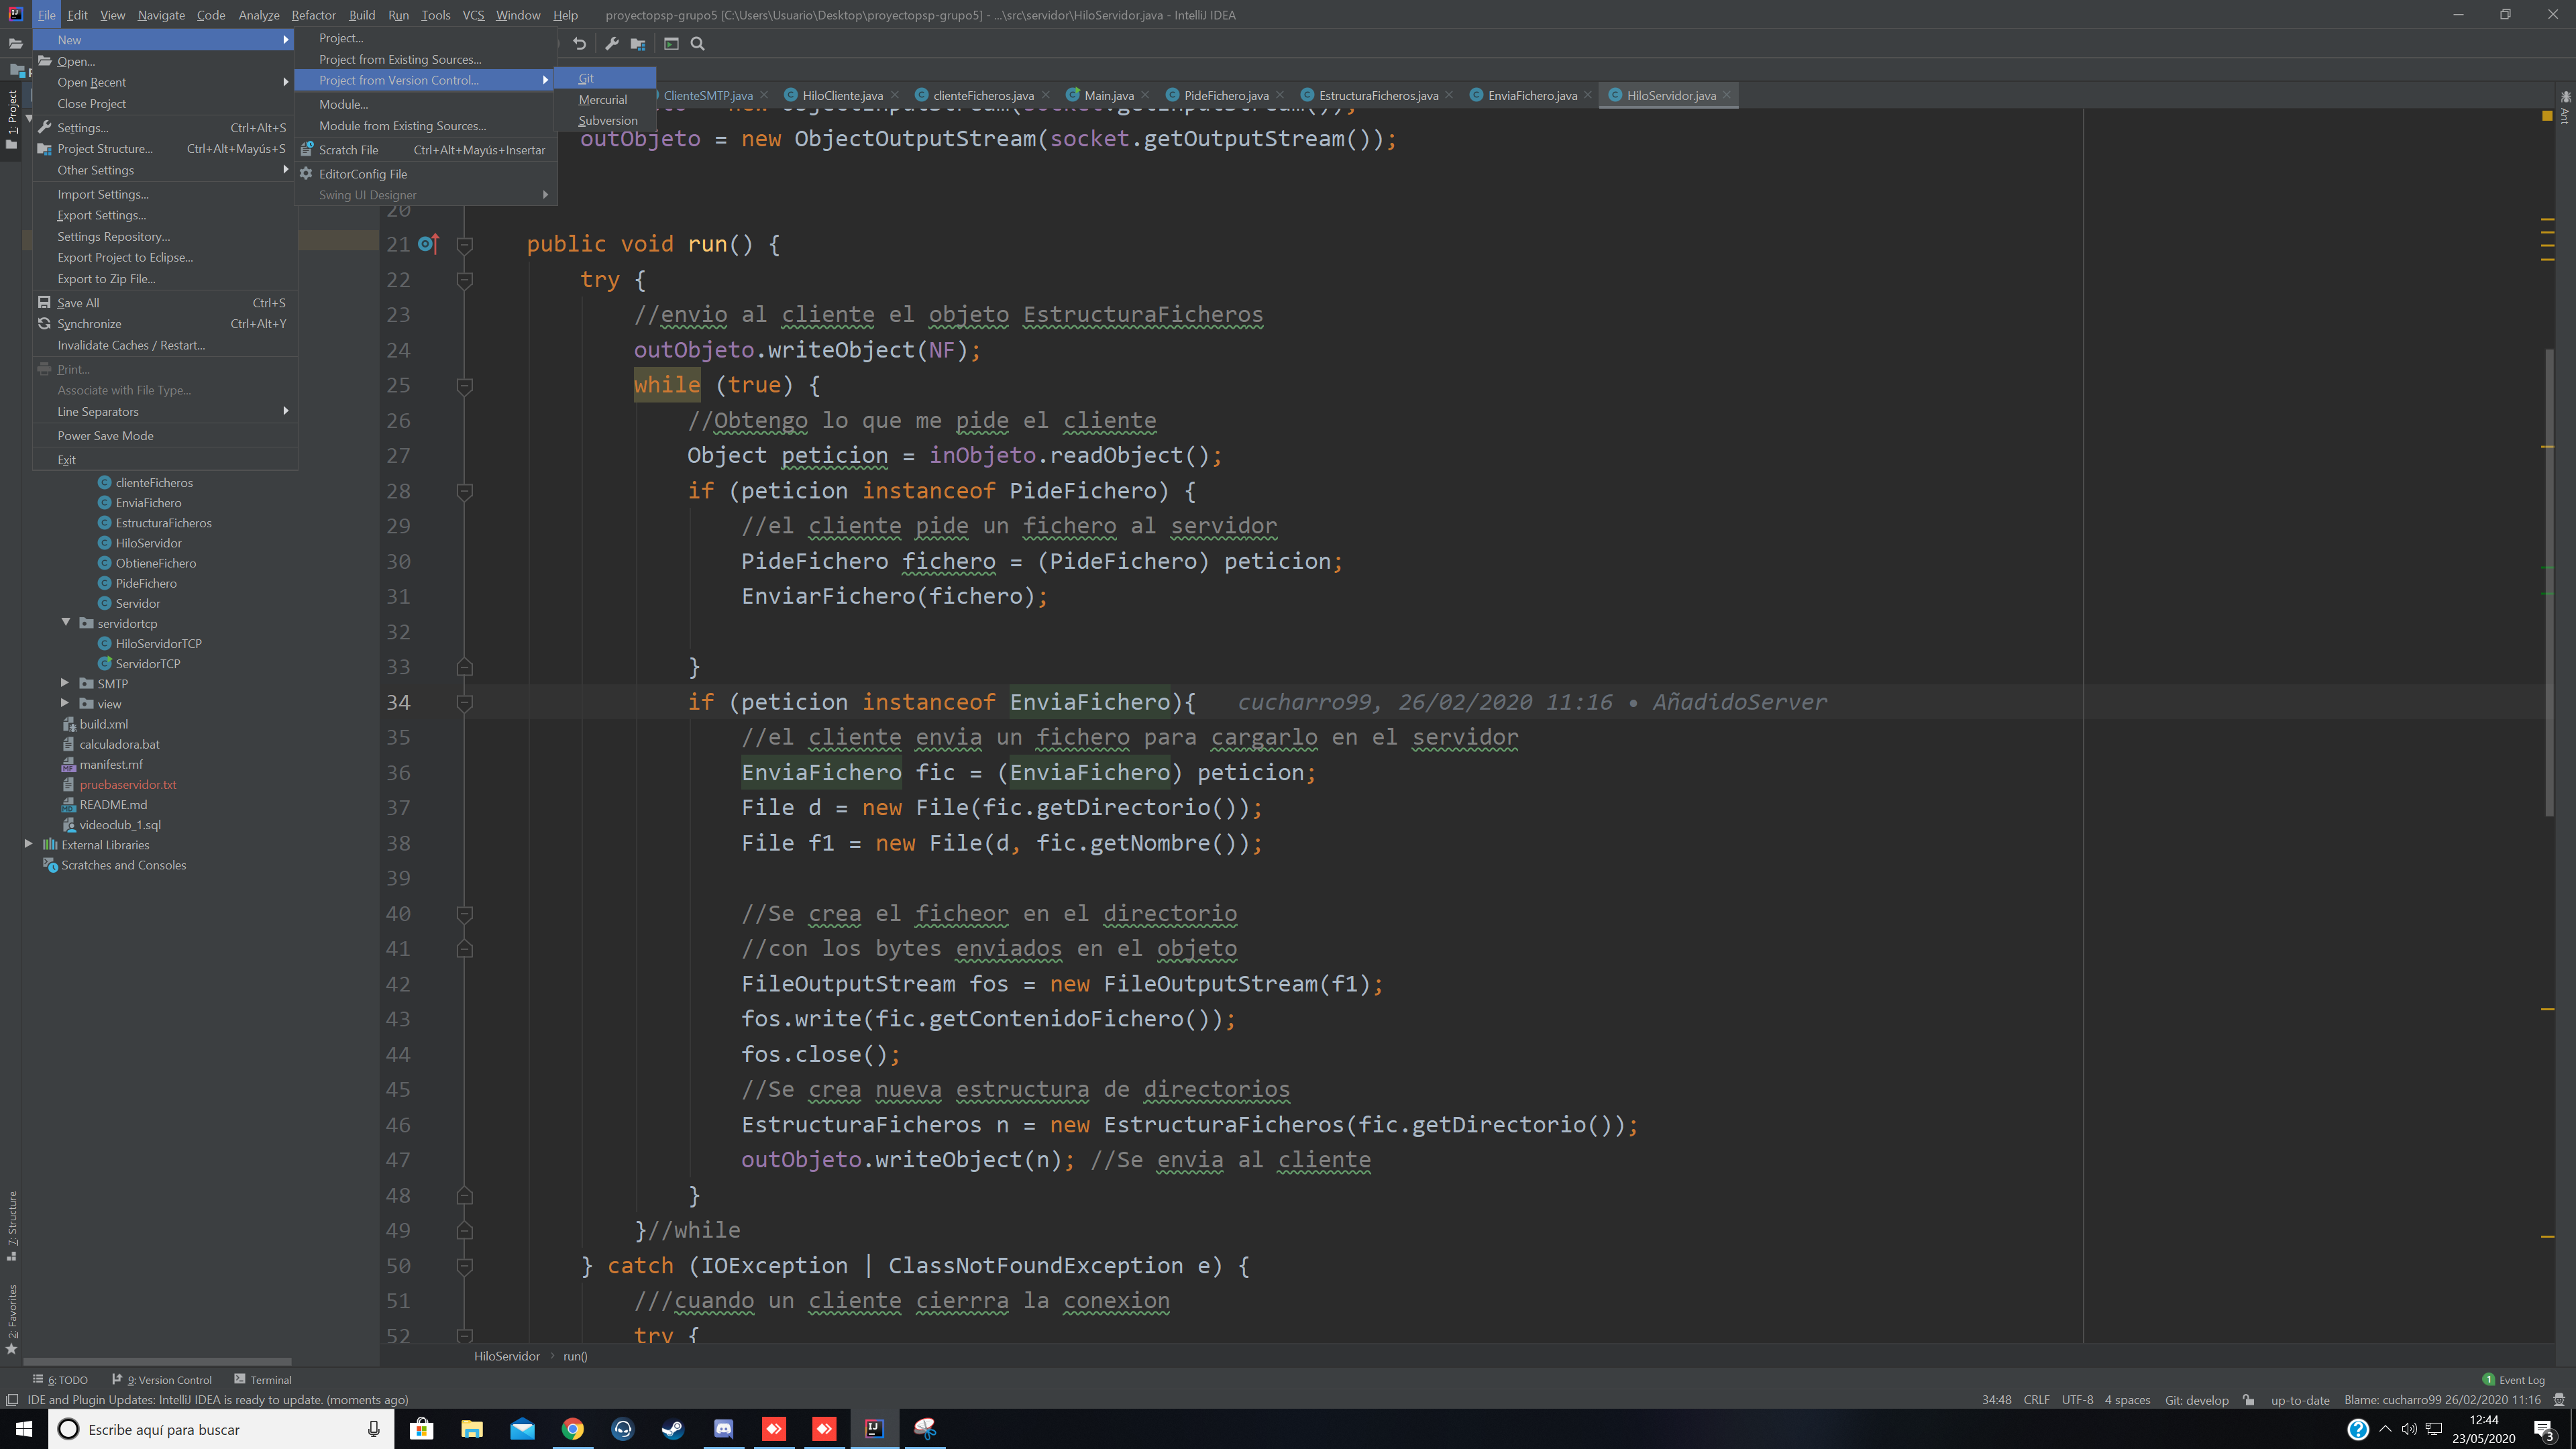 File Edit View Navigate Code Analyze Refactor Build Run Tools VCS Window Help proyectopsp-grupo5 [C:\Users\Usuario\Desktop\proyectopsp-grupo5] - ...\src\servidor\HiloServidor.java - IntelliJ IDEA
New
Open...
Open Recent
Close Project
Settings... Ctrl+Alt+S
Project Structure... Ctrl+Alt+Mayús+S
Other Settings
Import Settings...
Export Settings...
Settings Repository...
Export Project to Eclipse...
Export to Zip File...
Save All Ctrl+S
Synchronize Ctrl+Alt+Y
Invalidate Caches / Restart...
Print...
Associate with File Type...
Line Separators
Power Save Mode
Exit
Project...
Project from Existing Sources...
Project from Version Control...
Module...
Module from Existing Sources...
Scratch File Ctrl+Alt+Mayús+Insertar
EditorConfig File
Swing UI Designer
Git
Mercurial
Subversion
ClienteSMTP.java HiloCliente.java clienteFicheros.java Main.java PideFichero.java EstructuraFicheros.java EnviaFichero.java HiloServidor.java
1: Project
7: Structure
2: Favorites
Ant
clienteFicheros
EnviaFichero
EstructuraFicheros
HiloServidor
ObtieneFichero
PideFichero
Servidor
servidortcp
HiloServidorTCP
ServidorTCP
SMTP
view
build.xml
calculadora.bat
manifest.mf
pruebaservidor.txt
README.md
videoclub_1.sql
External Libraries
Scratches and Consoles
outObjeto = new ObjectOutputStream(socket.getOutputStream());
20
21 public void run() {
22 try {
23 //envio al cliente el objeto EstructuraFicheros
24 outObjeto.writeObject(NF);
25 while (true) {
26 //Obtengo lo que me pide el cliente
27 Object peticion = inObjeto.readObject();
28 if (peticion instanceof PideFichero) {
29 //el cliente pide un fichero al servidor
30 PideFichero fichero = (PideFichero) peticion;
31 EnviarFichero(fichero);
32
33 }
34 if (peticion instanceof EnviaFichero){ cucharro99, 26/02/2020 11:16 • AñadidoServer
35 //el cliente envia un fichero para cargarlo en el servidor
36 EnviaFichero fic = (EnviaFichero) peticion;
37 File d = new File(fic.getDirectorio());
38 File f1 = new File(d, fic.getNombre());
39
40 //Se crea el ficheor en el directorio
41 //con los bytes enviados en el objeto
42 FileOutputStream fos = new FileOutputStream(f1);
43 fos.write(fic.getContenidoFichero());
44 fos.close();
45 //Se crea nueva estructura de directorios
46 EstructuraFicheros n = new EstructuraFicheros(fic.getDirectorio());
47 outObjeto.writeObject(n); //Se envia al cliente
48 }
49 }//while
50 } catch (IOException | ClassNotFoundException e) {
51 ///cuando un cliente cierrra la conexion
52 try {
HiloServidor run()
6: TODO 9: Version Control Terminal 1 Event Log
IDE and Plugin Updates: IntelliJ IDEA is ready to update. (moments ago) 34:48 CRLF UTF-8 4 spaces Git: develop up-to-date Blame: cucharro99 26/02/2020 11:16
Escribe aquí para buscar
12:44
23/05/2020
3